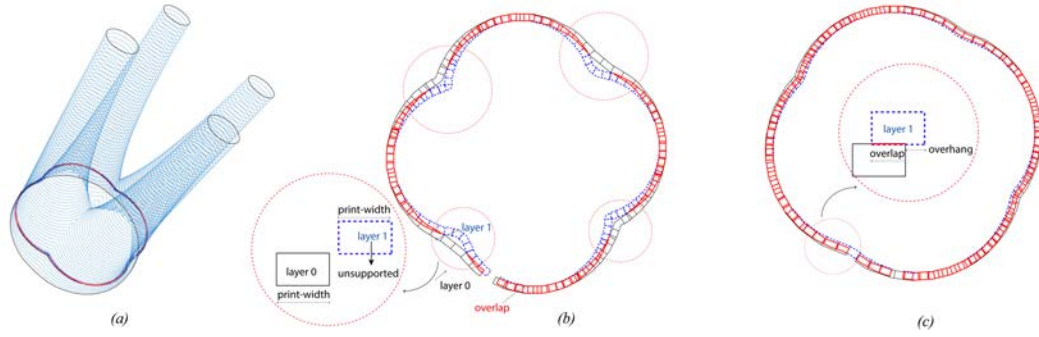 print-width
layer 1
layer 0
unsupported
print-width
layer 1
layer 0
overlap
layer 1
overlap
overhang
(a)
(b)
(c)